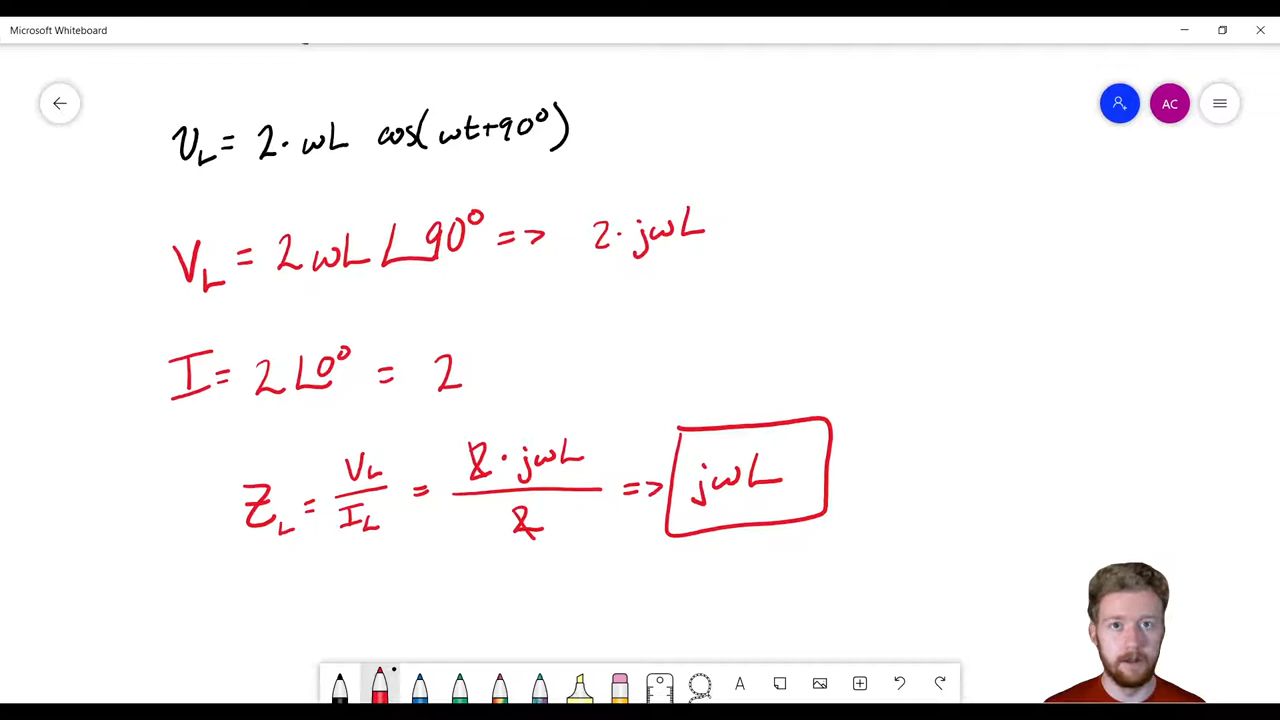 Microsoft Whiteboard
AC
v_L = 2 · ωL cos(ωt+90°)
V_L = 2ωL∠90° => 2 · jωL
I = 2∠0° = 2
Z_L = V_L / I_L = 2 · jωL / 2 => jωL
A